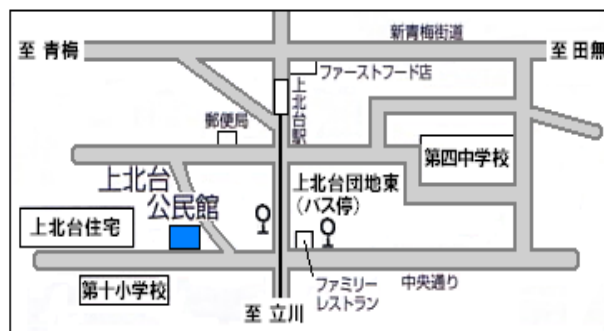 新青梅街道
至 青梅
至 田無
ファーストフード店
上北台駅
郵便局
第四中学校
上北台
公民館
上北台団地東
(バス停)
上北台住宅
第十小学校
ファミリー
レストラン
中央通り
至 立川